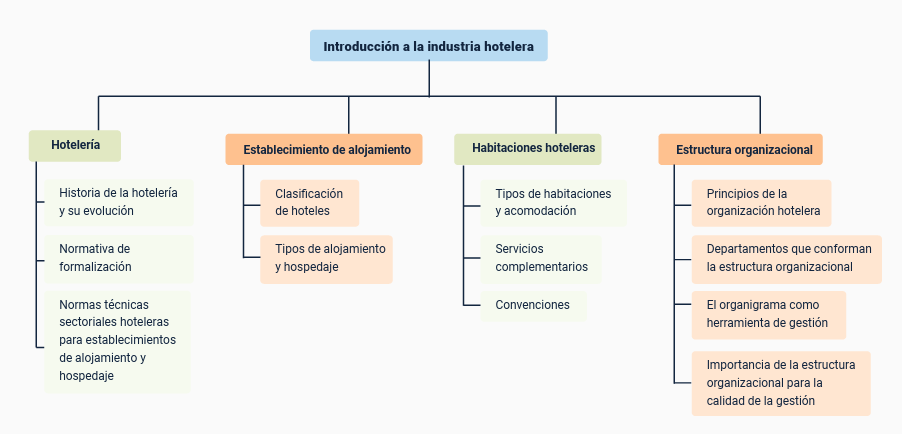 Introducción a la industria hotelera
Hotelería
Historia de la hotelería
y su evolución
Normativa de
formalización
Normas técnicas
sectoriales hoteleras
para establecimientos
de alojamiento y
hospedaje
Establecimiento de alojamiento
Clasificación
de hoteles
Tipos de alojamiento
y hospedaje
Habitaciones hoteleras
Tipos de habitaciones
y acomodación
Servicios
complementarios
Convenciones
Estructura organizacional
Principios de la
organización hotelera
Departamentos que conforman
la estructura organizacional
El organigrama como
herramienta de gestión
Importancia de la estructura
organizacional para la
calidad de la gestión